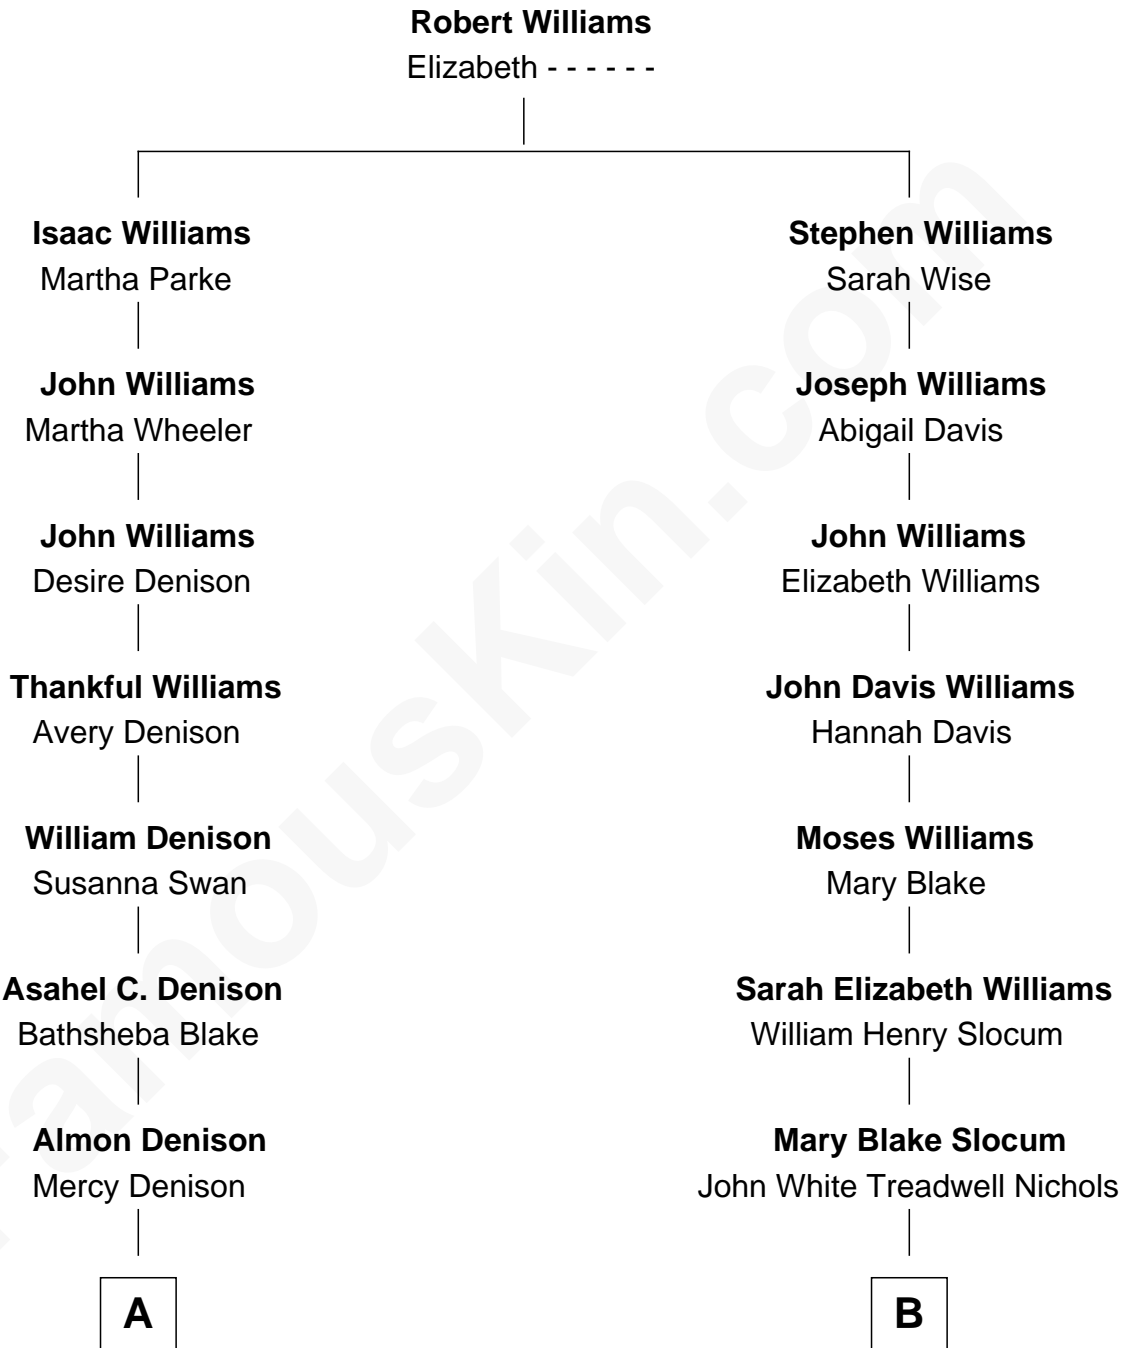 Robert Williams
Elizabeth - - - - - -
Isaac Williams
Martha Parke
Stephen Williams
Sarah Wise
John Williams
Martha Wheeler
Joseph Williams
Abigail Davis
John Williams
Desire Denison
John Williams
Elizabeth Williams
Thankful Williams
Avery Denison
John Davis Williams
Hannah Davis
William Denison
Susanna Swan
Moses Williams
Mary Blake
Asahel C. Denison
Bathsheba Blake
Sarah Elizabeth Williams
William Henry Slocum
Almon Denison
Mercy Denison
Mary Blake Slocum
John White Treadwell Nichols
A
B
FamousKin.com